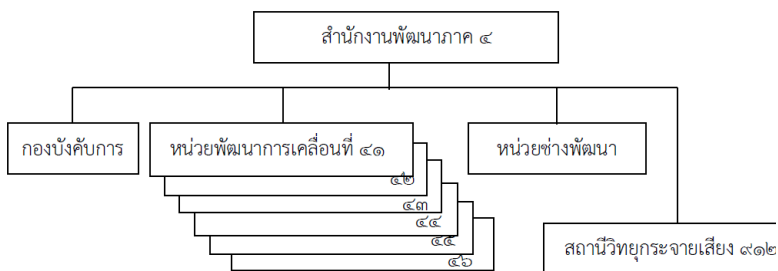 สำนักงานพัฒนาภาค ๔
กองบังคับการ
หน่วยพัฒนาการเคลื่อนที่ ๔๑
หน่วยช่างพัฒนา
๔๒
๔๓
๔๔
๔๕
๔๖
สถานีวิทยุกระจายเสียง ๙๑๒